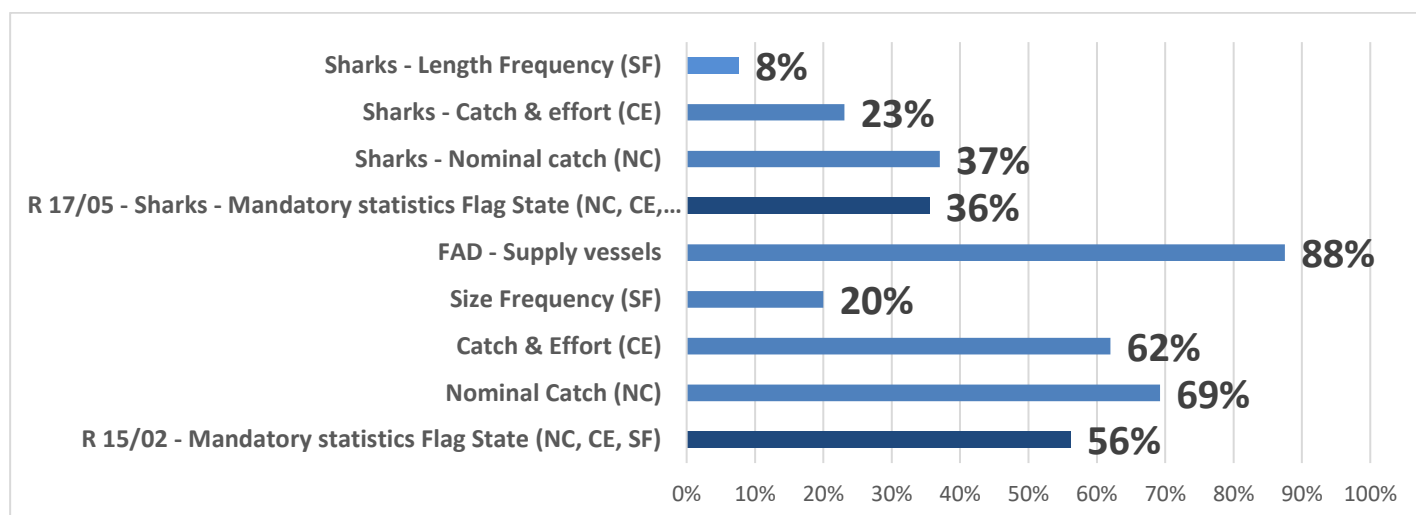 Sharks - Length Frequency (SF) 8%
Sharks - Catch & effort (CE) 23%
Sharks - Nominal catch (NC) 37%
R 17/05 - Sharks - Mandatory statistics Flag State (NC, CE,... 36%
FAD - Supply vessels 88%
Size Frequency (SF) 20%
Catch & Effort (CE) 62%
Nominal Catch (NC) 69%
R 15/02 - Mandatory statistics Flag State (NC, CE, SF) 56%
0% 10% 20% 30% 40% 50% 60% 70% 80% 90% 100%